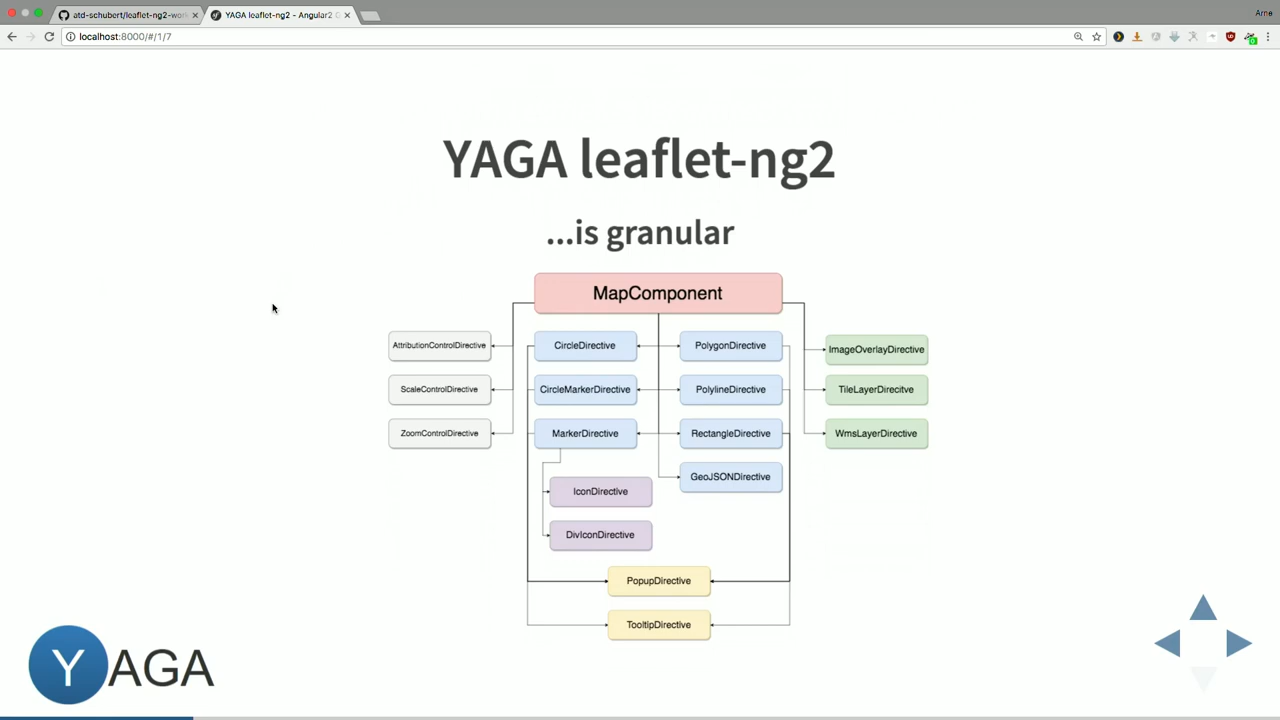 atd-schubert/leaflet-ng2-wor
YAGA leaflet-ng2 - Angular2
Arne
localhost:8000/#/1/7
YAGA leaflet-ng2
...is granular
MapComponent
AttributionControlDirective
CircleDirective
PolygonDirective
ImageOverlayDirective
ScaleControlDirective
CircleMarkerDirective
PolylineDirective
TileLayerDirecitve
ZoomControlDirective
MarkerDirective
RectangleDirective
WmsLayerDirective
GeoJSONDirective
IconDirective
DivIconDirective
PopupDirective
TooltipDirective
YAGA